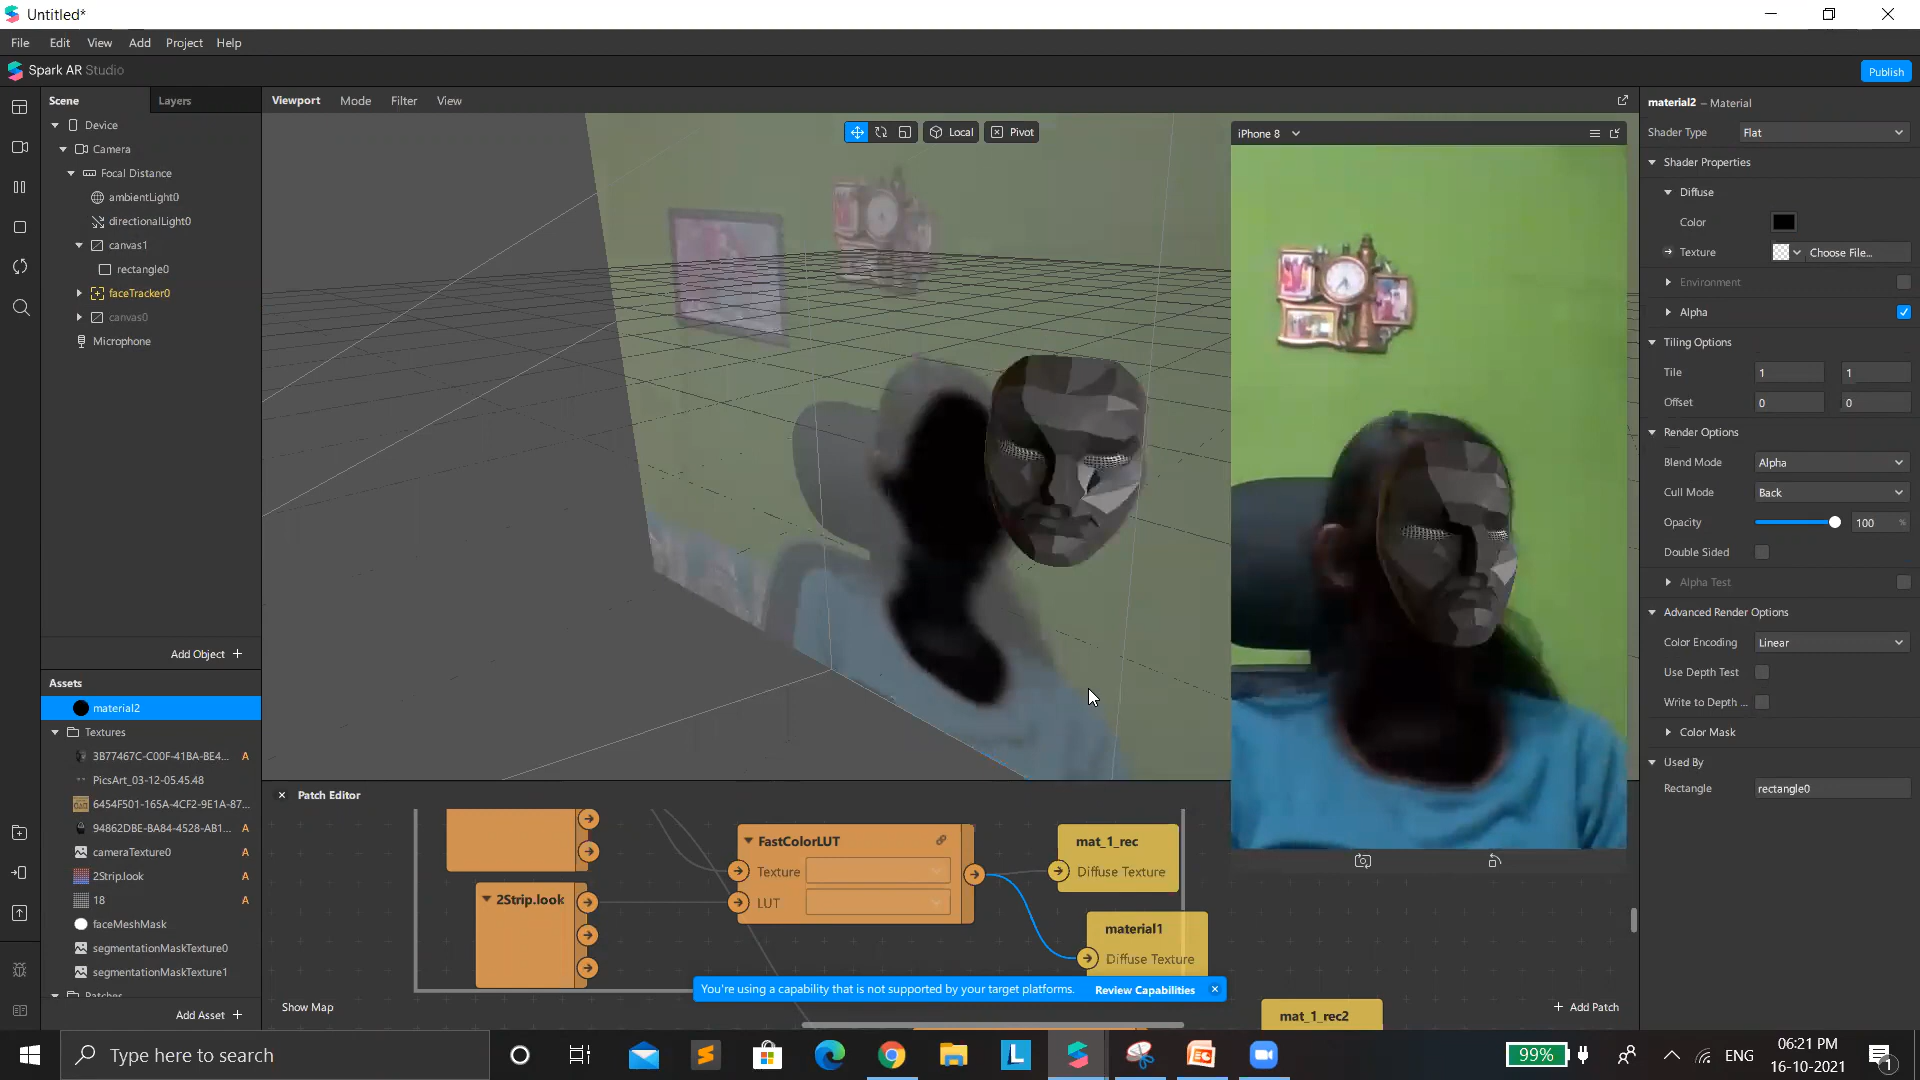 Untitled*
File Edit View Add Project Help
Spark AR Studio
Publish
Scene Layers
Device
Camera
Focal Distance
ambientLight0
directionalLight0
canvas1
rectangle0
faceTracker0
canvas0
Microphone
Add Object +
Assets
material2
Textures
3B77467C-C00F-41BA-BE4... A
PicsArt_03-12-05.45.48
6454F501-165A-4CF2-9E1A-87...
94862DBE-BA84-4528-AB1... A
cameraTexture0 A
2Strip.look A
18 A
faceMeshMask
segmentationMaskTexture0
segmentationMaskTexture1
Patches
Add Asset +
Viewport Mode Filter View
Local Pivot
iPhone 8
Patch Editor
FastColorLUT
Texture
LUT
2Strip.look
mat_1_rec
Diffuse Texture
material1
Diffuse Texture
mat_1_rec2
You're using a capability that is not supported by your target platforms. Review Capabilities
Show Map
+ Add Patch
material2 – Material
Shader Type Flat
Shader Properties
Diffuse
Color
Texture Choose File...
Environment
Alpha
Tiling Options
Tile 1 1
Offset 0 0
Render Options
Blend Mode Alpha
Cull Mode Back
Opacity 100 %
Double Sided
Alpha Test
Advanced Render Options
Color Encoding Linear
Use Depth Test
Write to Depth ...
Color Mask
Used By
Rectangle rectangle0
Type here to search
99%
ENG
06:21 PM
16-10-2021
1